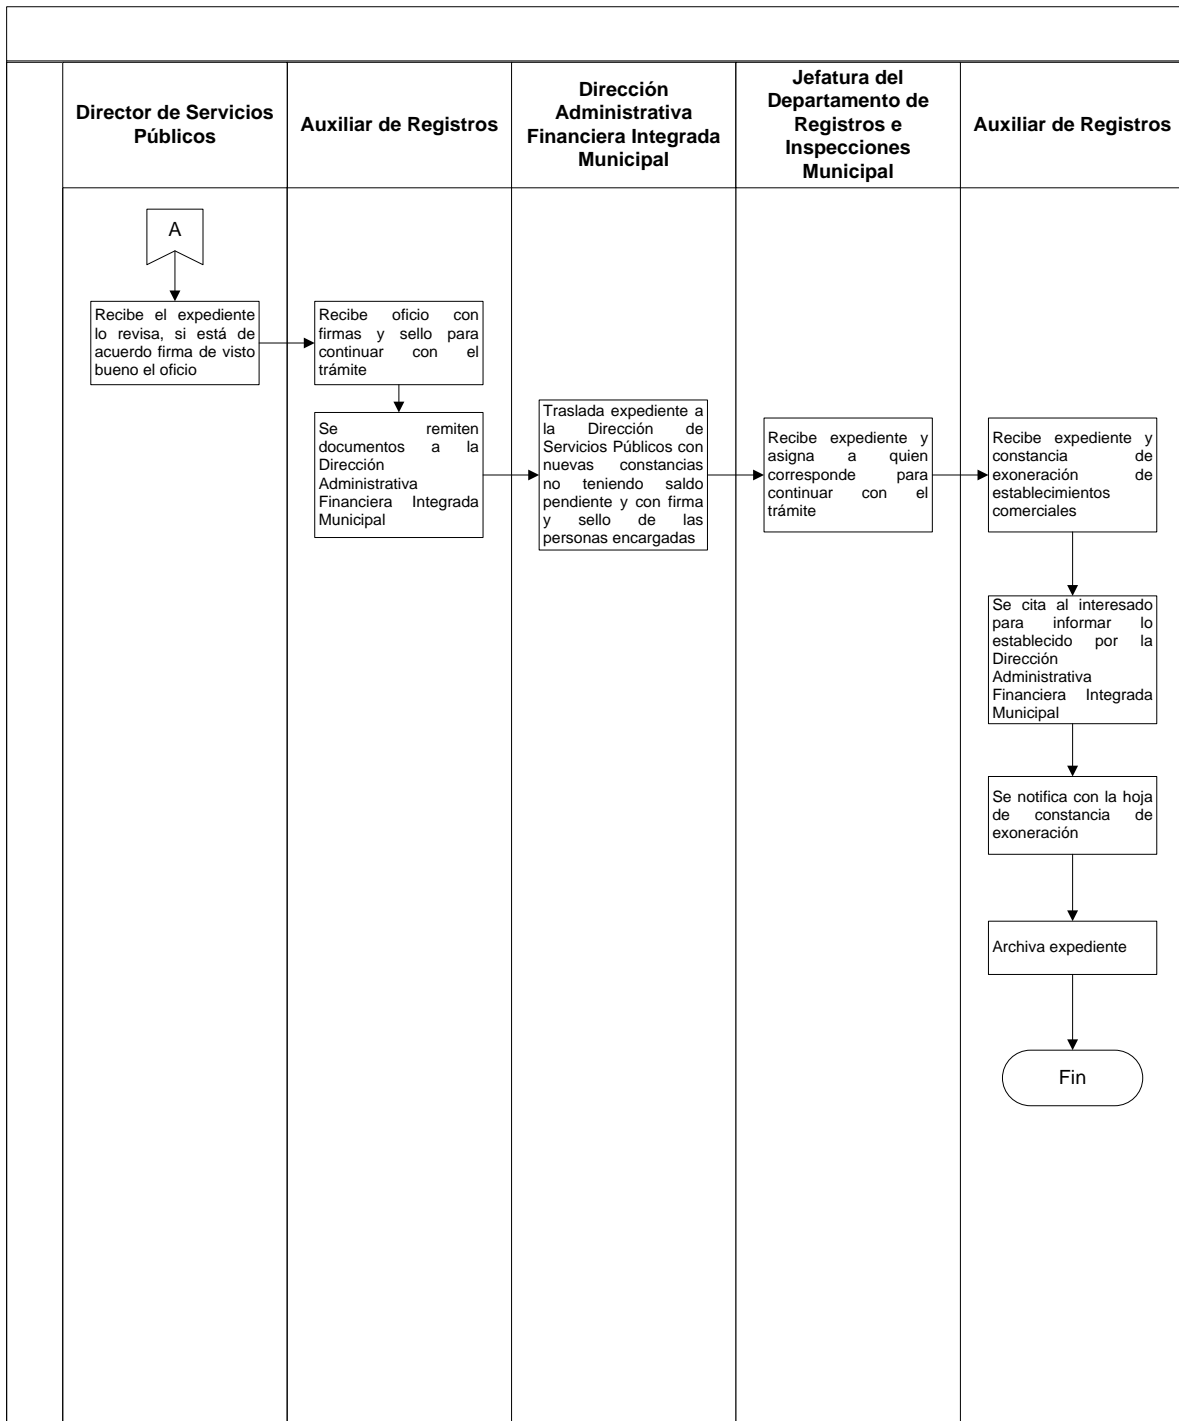 Director de Servicios
Públicos
Auxiliar de Registros
Dirección
Administrativa
Financiera Integrada
Municipal
Jefatura del
Departamento de
Registros e
Inspecciones
Municipal
Auxiliar de Registros
A
Recibe el expediente
lo revisa, si está de
acuerdo firma de visto
bueno el oficio
Recibe oficio con
firmas y sello para
continuar con el
trámite
Se remiten
documentos a la
Dirección
Administrativa
Financiera Integrada
Municipal
Traslada expediente a
la Dirección de
Servicios Públicos con
nuevas constancias
no teniendo saldo
pendiente y con firma
y sello de las
personas encargadas
Recibe expediente y
asigna a quien
corresponde para
continuar con el
trámite
Recibe expediente y
constancia de
exoneración de
establecimientos
comerciales
Se cita al interesado
para informar lo
establecido por la
Dirección
Administrativa
Financiera Integrada
Municipal
Se notifica con la hoja
de constancia de
exoneración
Archiva expediente
Fin